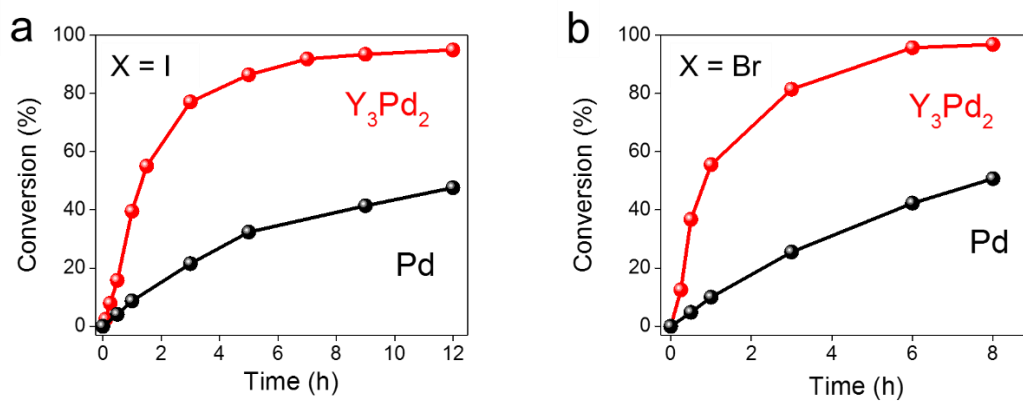 a
X = I
Y₃Pd₂
Pd
Conversion (%)
100
80
60
40
20
0
0 2 4 6 8 10 12
Time (h)
b
X = Br
Y₃Pd₂
Pd
Conversion (%)
100
80
60
40
20
0
0 2 4 6 8
Time (h)